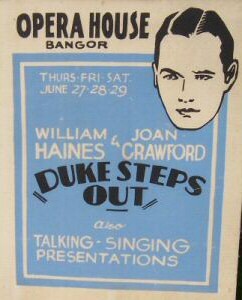 OPERA HOUSE
BANGOR
THURS·FRI·SAT.
JUNE 27·28·29
WILLIAM & JOAN
HAINES CRAWFORD
"DUKE STEPS
OUT"
also
TALKING - SINGING
PRESENTATIONS